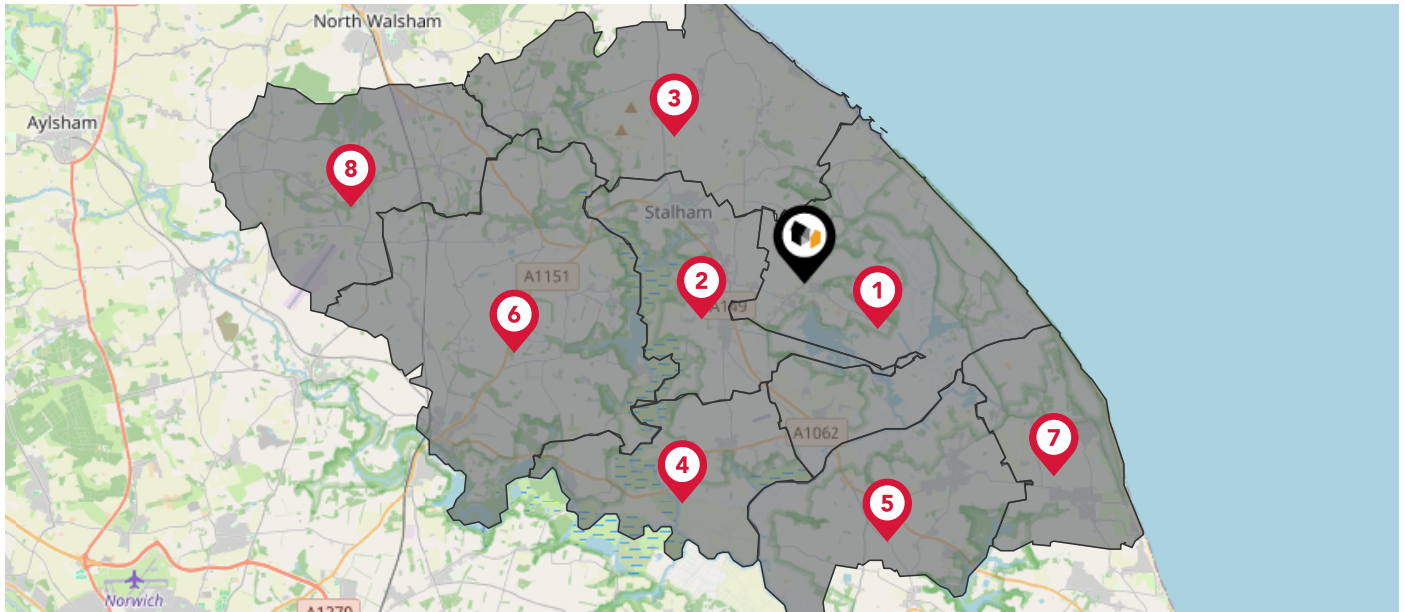 North Walsham
3
Aylsham
8
Stalham
A1151
2
1
A149
6
A1062
7
4
5
Norwich
A1270